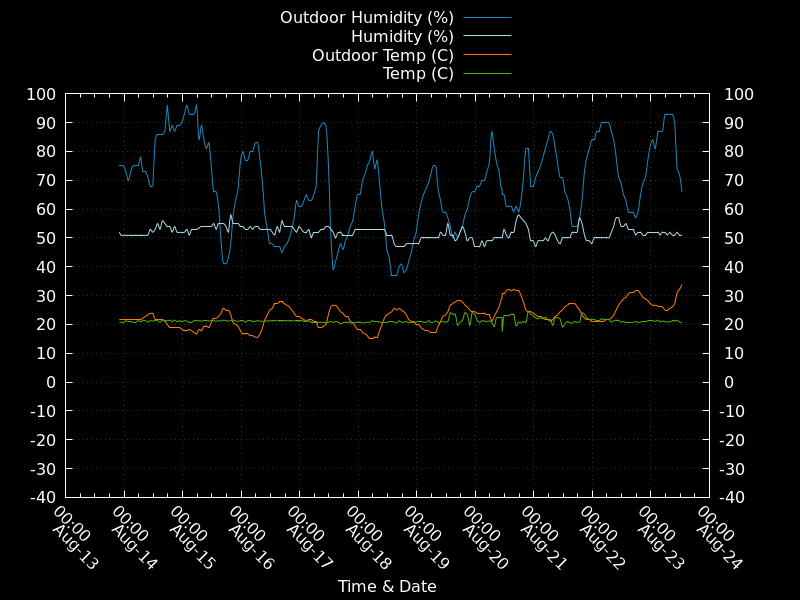 Outdoor Humidity (%)
Humidity (%)
Outdoor Temp (C)
Temp (C)
100 100
90 90
80 80
70 70
60 60
50 50
40 40
30 30
20 20
10 10
0 0
-10 -10
-20 -20
-30 -30
-40 -40
00:00 Aug-13
00:00 Aug-14
00:00 Aug-15
00:00 Aug-16
00:00 Aug-17
00:00 Aug-18
00:00 Aug-19
00:00 Aug-20
00:00 Aug-21
00:00 Aug-22
00:00 Aug-23
00:00 Aug-24
Time & Date